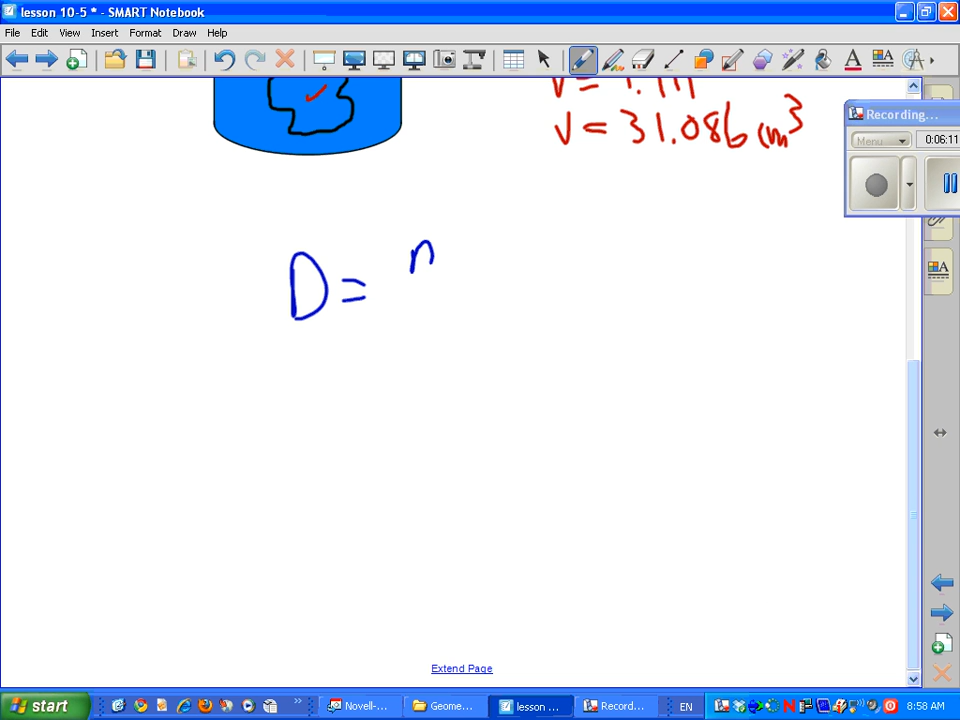 lesson 10-5 * - SMART Notebook
File Edit View Insert Format Draw Help
V = 31.086 cm³
Recording...
Menu
0:06:11
D =
Extend Page
start
Novell-...
Geome...
lesson ...
Record...
EN
8:58 AM